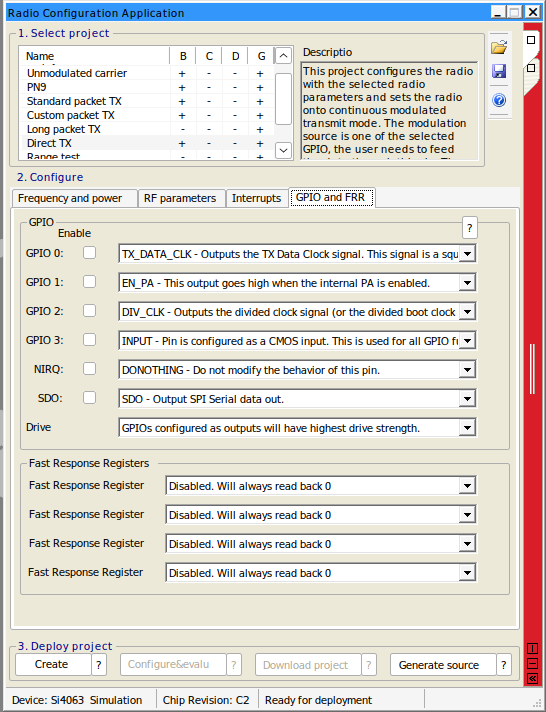 Radio Configuration Application
1. Select project
Name B C D G
Unmodulated carrier + - - +
PN9 + - - +
Standard packet TX + - - +
Custom packet TX + - - +
Long packet TX - - - +
Direct TX + - - +
Range test - - - +
Descriptio
This project configures the radio
with the selected radio
parameters and sets the radio
onto continuous modulated
transmit mode. The modulation
source is one of the selected
GPIO, the user needs to feed
2. Configure
Frequency and power RF parameters Interrupts GPIO and FRR
GPIO ?
Enable
GPIO 0: TX_DATA_CLK - Outputs the TX Data Clock signal. This signal is a squ
GPIO 1: EN_PA - This output goes high when the internal PA is enabled.
GPIO 2: DIV_CLK - Outputs the divided clock signal (or the divided boot clock
GPIO 3: INPUT - Pin is configured as a CMOS input. This is used for all GPIO fu
NIRQ: DONOTHING - Do not modify the behavior of this pin.
SDO: SDO - Output SPI Serial data out.
Drive GPIOs configured as outputs will have highest drive strength.
Fast Response Registers
Fast Response Register Disabled. Will always read back 0
Fast Response Register Disabled. Will always read back 0
Fast Response Register Disabled. Will always read back 0
Fast Response Register Disabled. Will always read back 0
3. Deploy project
Create ? Configure&evalu ? Download project ? Generate source ?
Device: Si4063 Simulation Chip Revision: C2 Ready for deployment